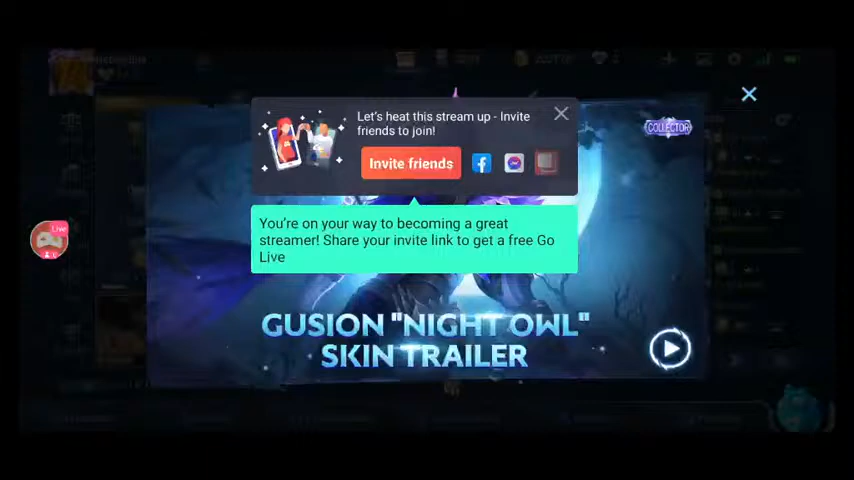 Let's heat this stream up - Invite
friends to join!
COLLECTOR
Invite friends
You're on your way to becoming a great
streamer! Share your invite link to get a free Go
Live
Live
GUSION "NIGHT OWL"
SKIN TRAILER